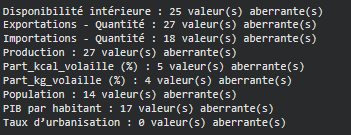 Disponibilité intérieure : 25 valeur(s) aberrante(s)
Exportations - Quantité : 27 valeur(s) aberrante(s)
Importations - Quantité : 18 valeur(s) aberrante(s)
Production : 27 valeur(s) aberrante(s)
Part_kcal_volaille (%) : 5 valeur(s) aberrante(s)
Part_kg_volaille (%) : 4 valeur(s) aberrante(s)
Population : 14 valeur(s) aberrante(s)
PIB par habitant : 17 valeur(s) aberrante(s)
Taux d’urbanisation : 0 valeur(s) aberrante(s)